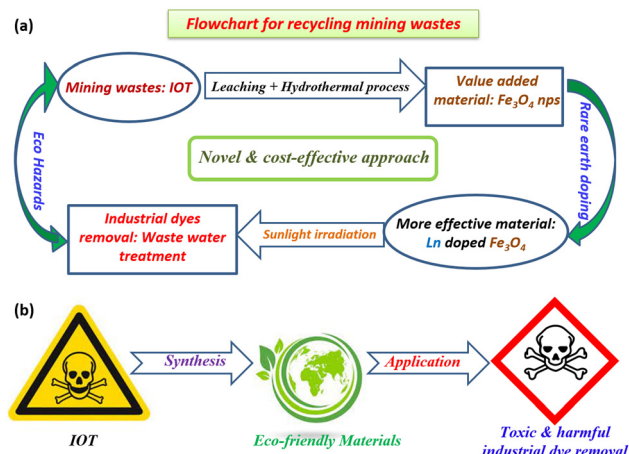 (a)
Flowchart for recycling mining wastes
Mining wastes: IOT
Leaching + Hydrothermal process
Value added
material: Fe₃O₄ nps
Eco Hazards
Novel & cost-effective approach
Rare earth doping
Industrial dyes
removal: Waste water
treatment
Sunlight irradiation
More effective material:
Ln doped Fe₃O₄
(b)
Synthesis
Application
IOT
Eco-friendly Materials
Toxic & harmful
industrial dye removal